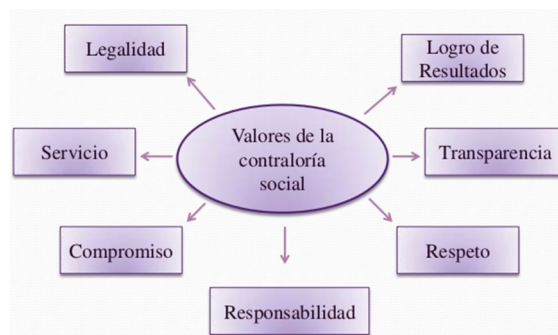 Legalidad
Logro de
Resultados
Valores de la
contraloría
social
Servicio
Transparencia
Compromiso
Respeto
Responsabilidad